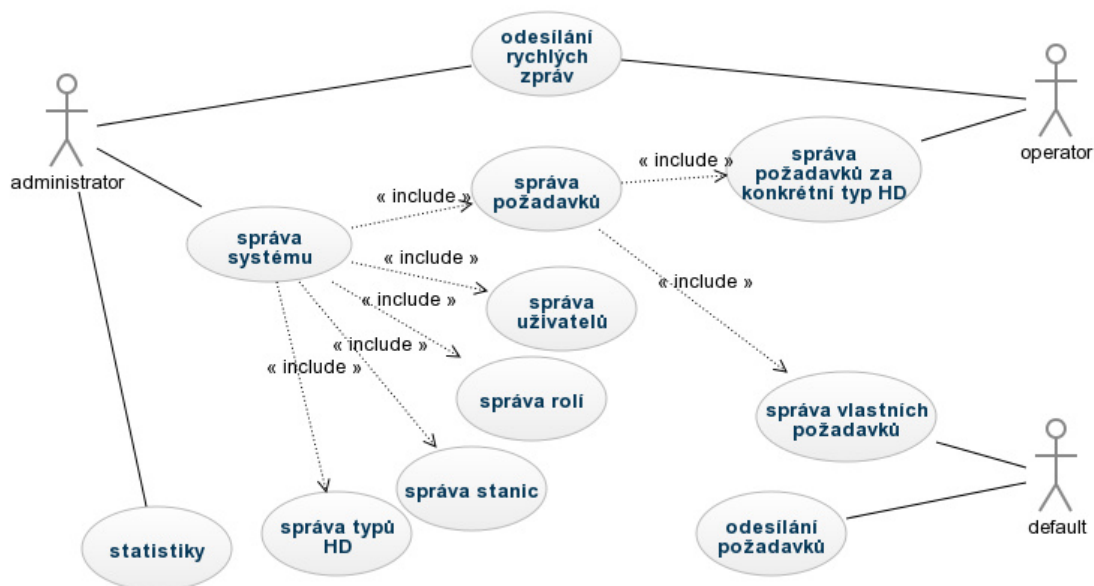 odesílání
rychlých
zpráv
administrator
operator
správa
požadavků za
konkrétní typ HD
« include »
správa
požadavků
« include »
správa
systému
« include »
správa
uživatelů
« include »
« include »
« include »
« include »
správa rolí
správa vlastních
požadavků
správa stanic
správa typů
HD
statistiky
odesílání
požadavků
default